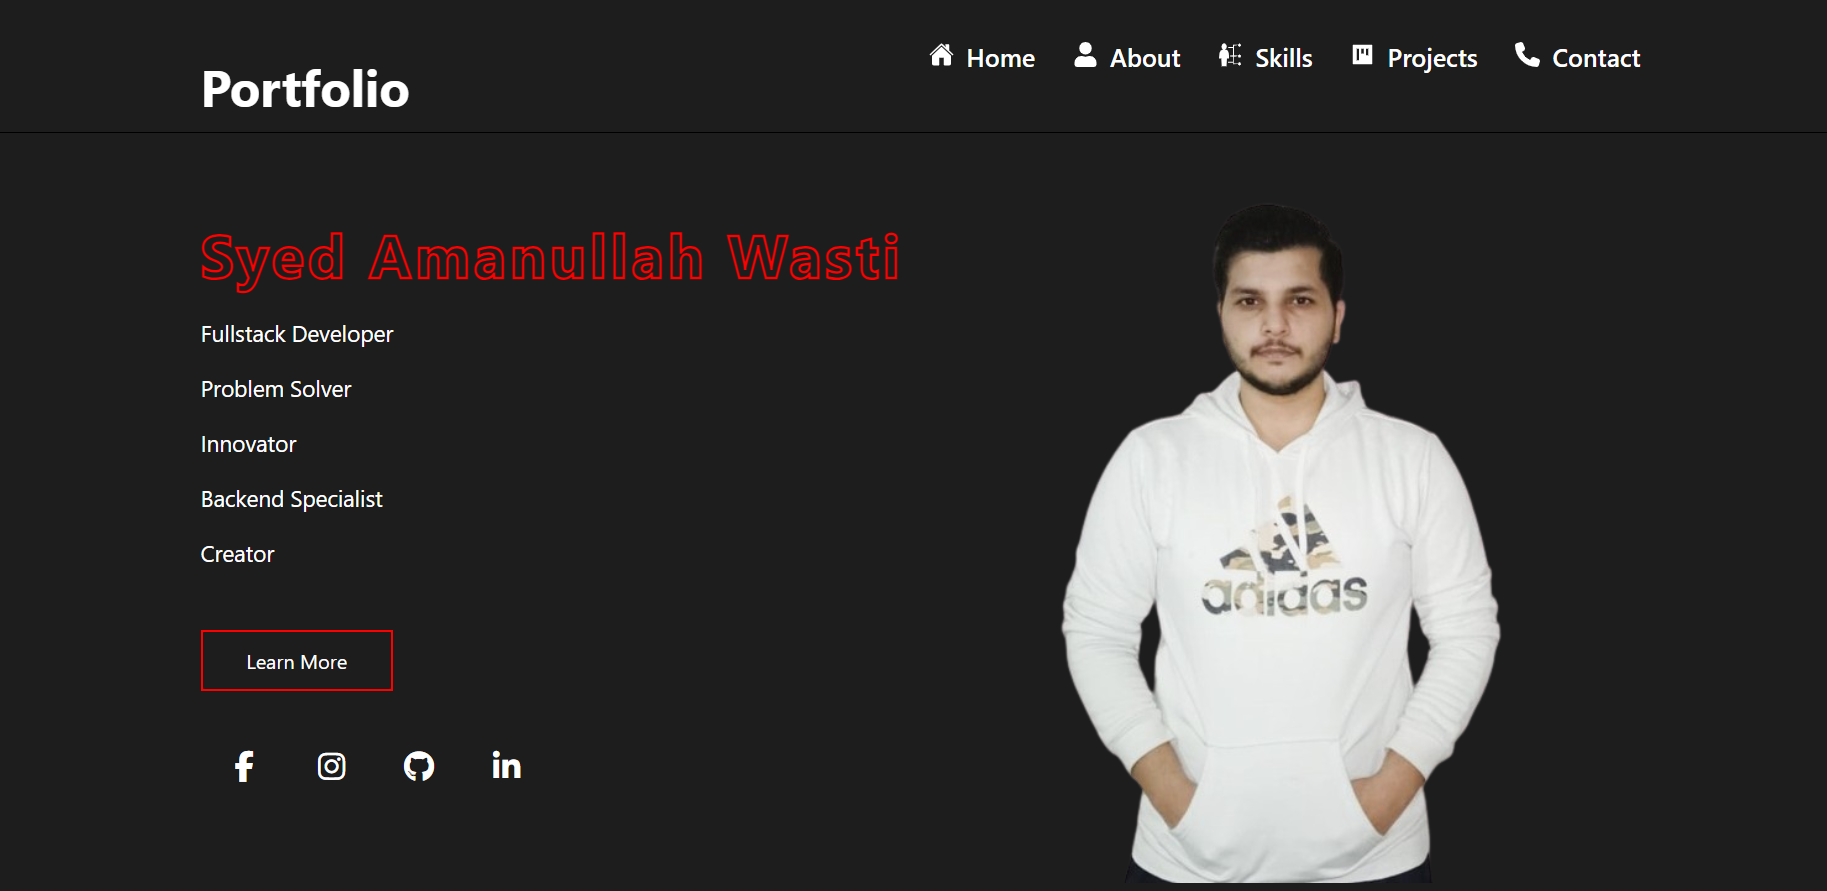 Portfolio
Home About Skills Projects Contact
Syed Amanullah Wasti
Fullstack Developer
Problem Solver
Innovator
Backend Specialist
Creator
Learn More
adidas